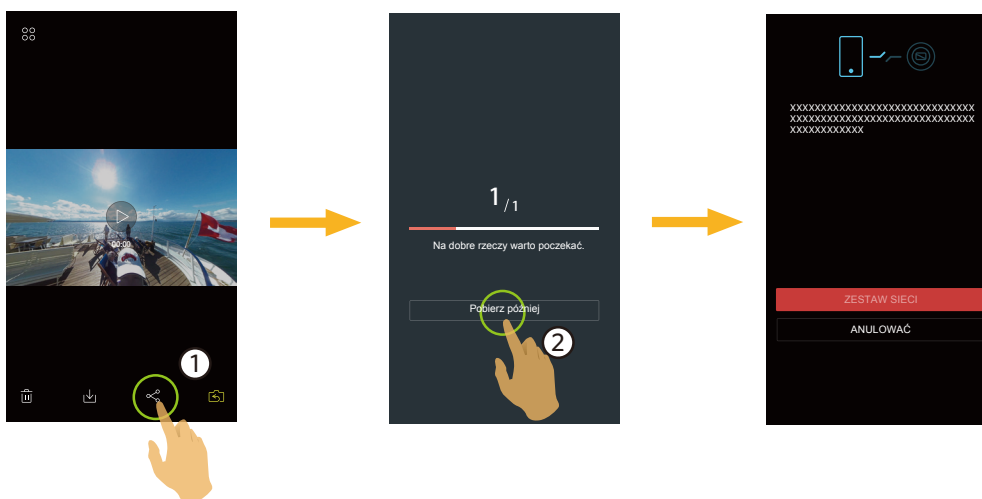 00:00
1
1/1
Na dobre rzeczy warto poczekać.
Pobierz później
2
XXXXXXXXXXXXXXXXXXXXXXXXXXXXXX
XXXXXXXXXXXXXXXXXXXXXXXXXXXXXX
XXXXXXXXXXXX
ZESTAW SIECI
ANULOWAĆ